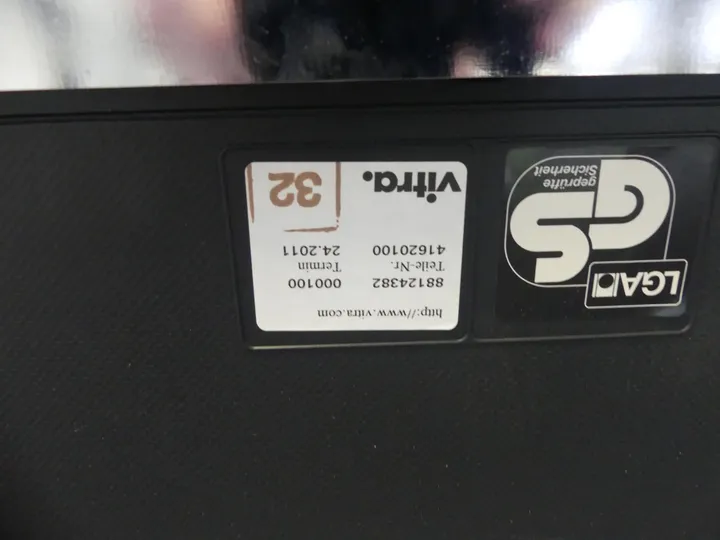 vitra.
32
Teile-Nr. Termin
41620100 24.2011
88124382 000100
http://www.vitra.com
LGA
GS
geprüfte
Sicherheit